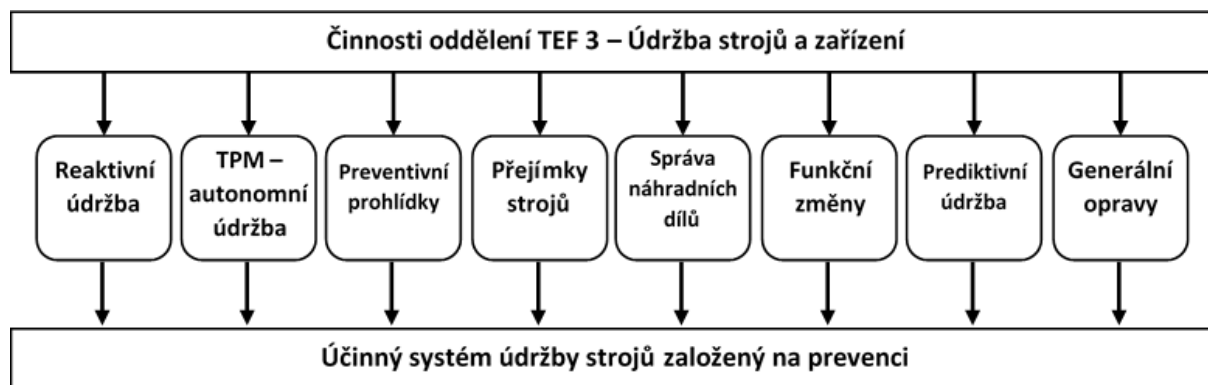 Činnosti oddělení TEF 3 – Údržba strojů a zařízení
Reaktivní
údržba
TPM –
autonomní
údržba
Preventivní
prohlídky
Přejímky
strojů
Správa
náhradních
dílů
Funkční
změny
Prediktivní
údržba
Generální
opravy
Účinný systém údržby strojů založený na prevenci